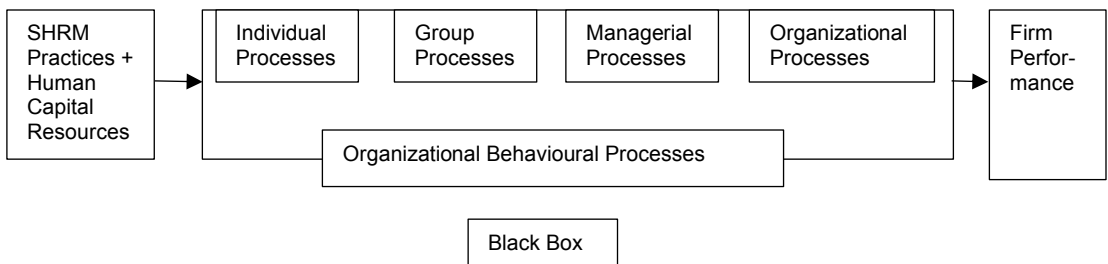 SHRM
Practices +
Human
Capital
Resources
Individual
Processes
Group
Processes
Managerial
Processes
Organizational
Processes
Firm
Perfor-
mance
Organizational Behavioural Processes
Black Box